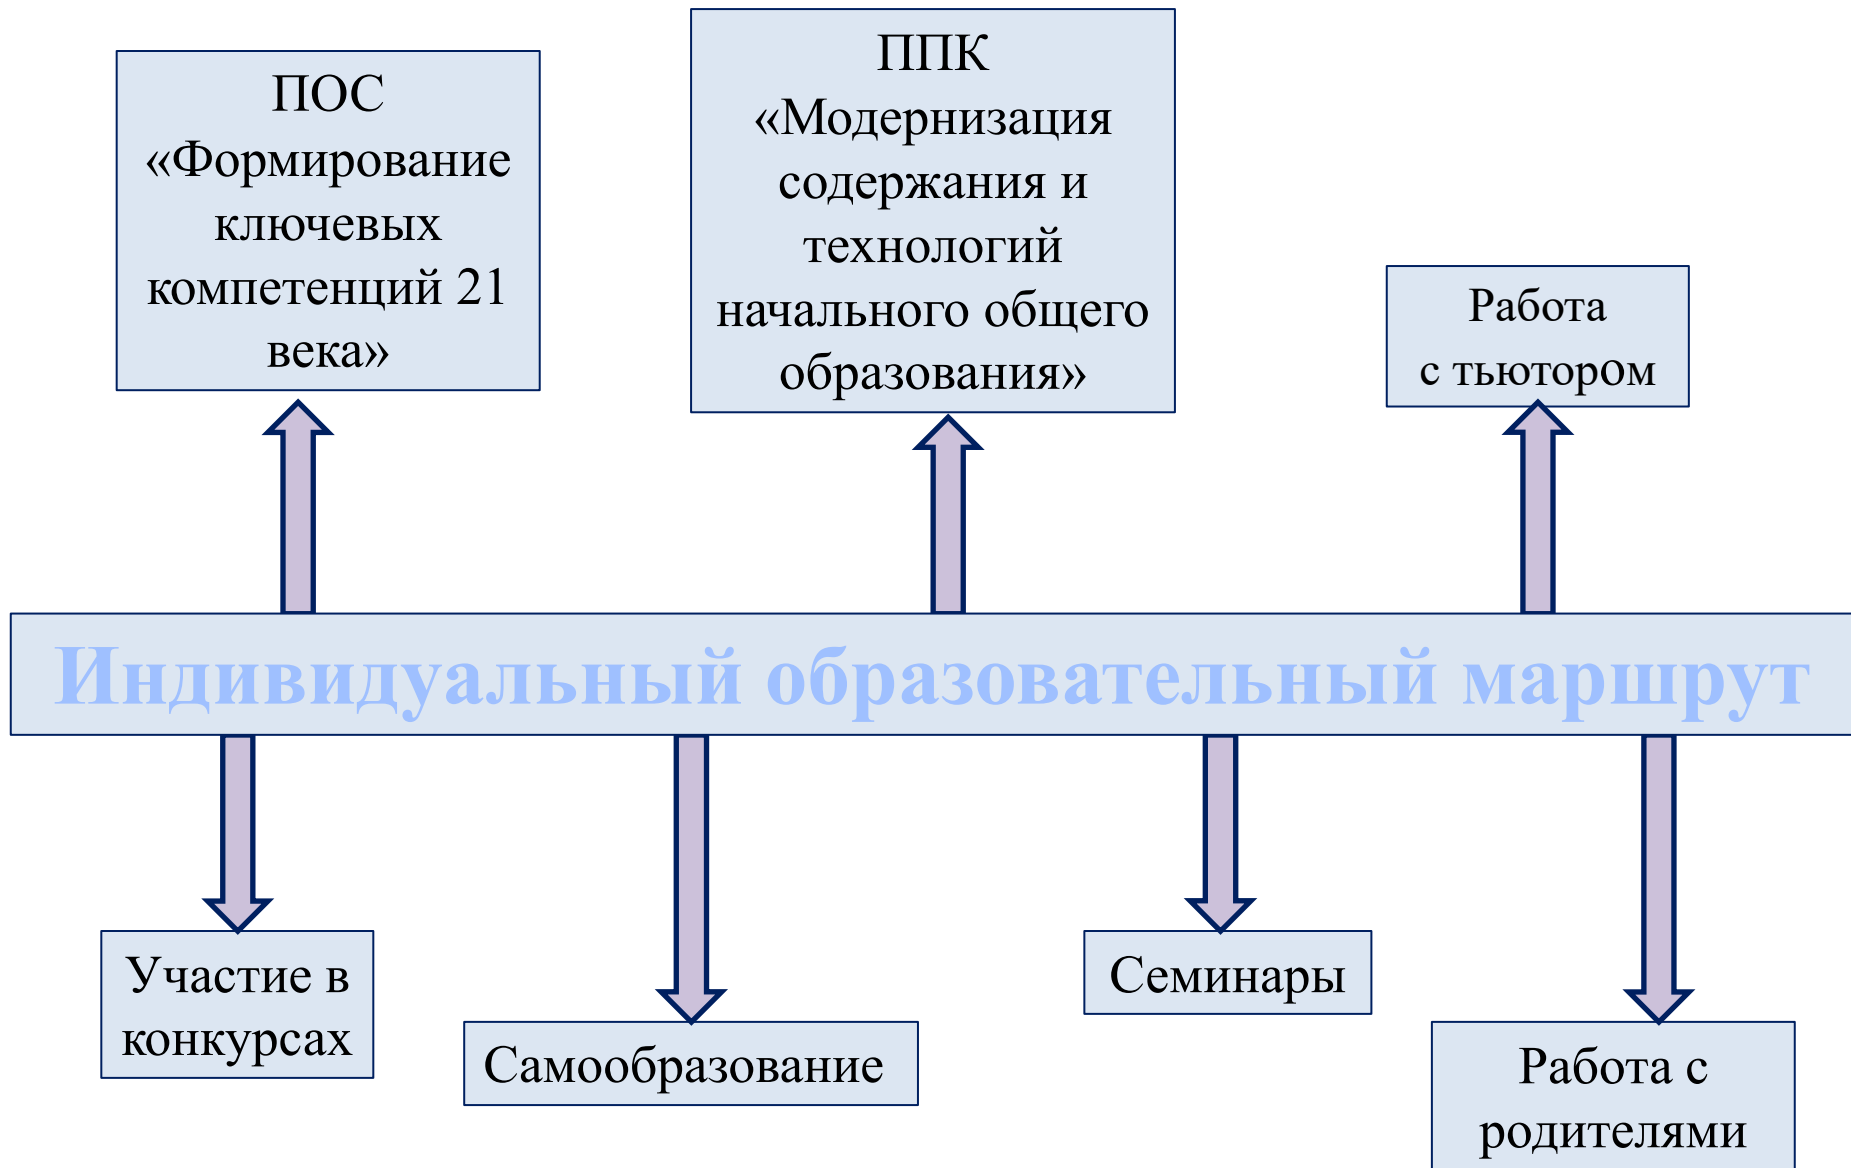 ПОС
«Формирование
ключевых
компетенций 21
века»
ППК
«Модернизация
содержания и
технологий
начального общего
образования»
Работа
с тьютором
Индивидуальный образовательный маршрут
Участие в
конкурсах
Самообразование
Семинары
Работа с
родителями